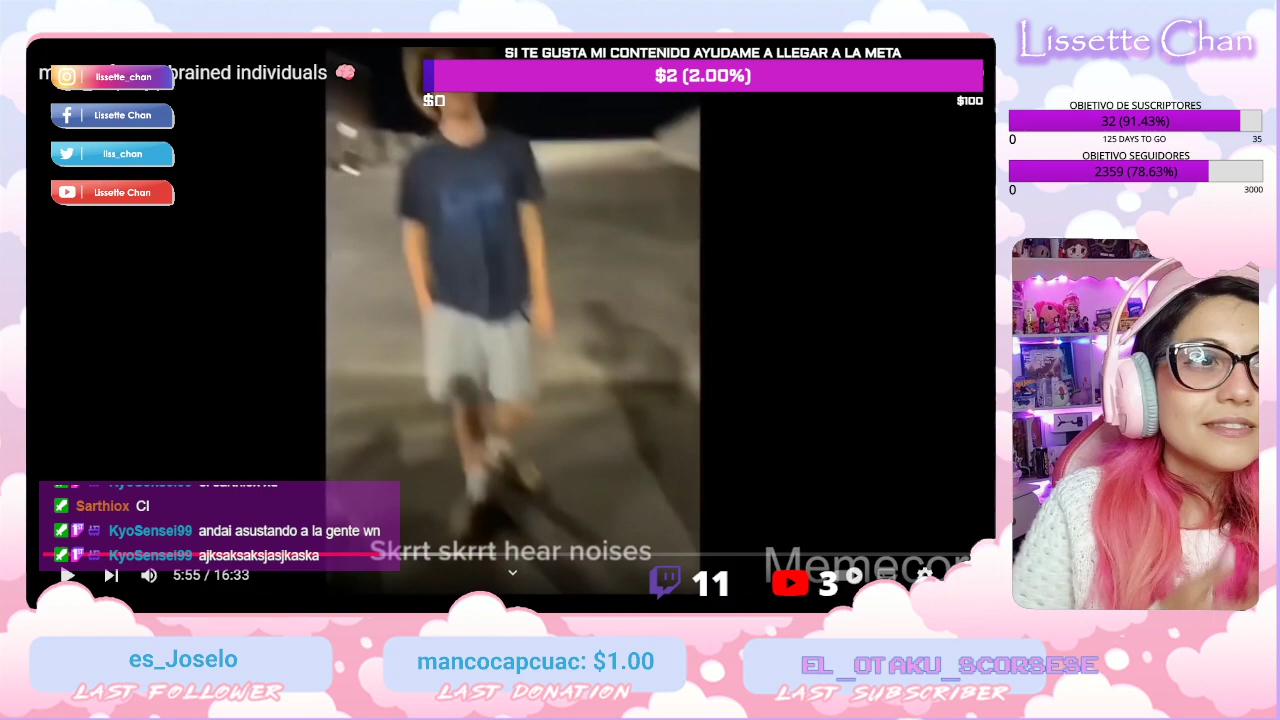 Lissette Chan
SI TE GUSTA MI CONTENIDO AYUDAME A LLEGAR A LA META
brained individuals 🧠
$2 (2.00%)
$0
$100
lissette_chan
Lissette Chan
liss_chan
Lissette Chan
OBJETIVO DE SUSCRIPTORES
32 (91.43%)
0
125 DAYS TO GO
35
OBJETIVO SEGUIDORES
2359 (78.63%)
0
3000
Sarthiox CI
KyoSensei99 andai asustando a la gente wn
KyoSensei99 ajksaksaksjasjkaska
Skrrt skrrt hear noises
5:55 / 16:33
11
3
es_Joselo
LAST FOLLOWER
mancocapcuac: $1.00
LAST DONATION
EL_OTAKU_SCORSESE
LAST SUBSCRIBER